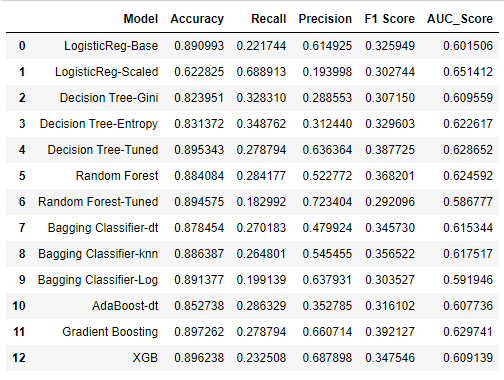 Model Accuracy Recall Precision F1 Score AUC_Score
0 LogisticReg-Base 0.890993 0.221744 0.614925 0.325949 0.601506
1 LogisticReg-Scaled 0.622825 0.688913 0.193998 0.302744 0.651412
2 Decision Tree-Gini 0.823951 0.328310 0.288553 0.307150 0.609559
3 Decision Tree-Entropy 0.831372 0.348762 0.312440 0.329603 0.622617
4 Decision Tree-Tuned 0.895343 0.278794 0.636364 0.387725 0.628652
5 Random Forest 0.884084 0.284177 0.522772 0.368201 0.624592
6 Random Forest-Tuned 0.894575 0.182992 0.723404 0.292096 0.586777
7 Bagging Classifier-dt 0.878454 0.270183 0.479924 0.345730 0.615344
8 Bagging Classifier-knn 0.886387 0.264801 0.545455 0.356522 0.617517
9 Bagging Classifier-Log 0.891377 0.199139 0.637931 0.303527 0.591946
10 AdaBoost-dt 0.852738 0.286329 0.352785 0.316102 0.607736
11 Gradient Boosting 0.897262 0.278794 0.660714 0.392127 0.629741
12 XGB 0.896238 0.232508 0.687898 0.347546 0.609139